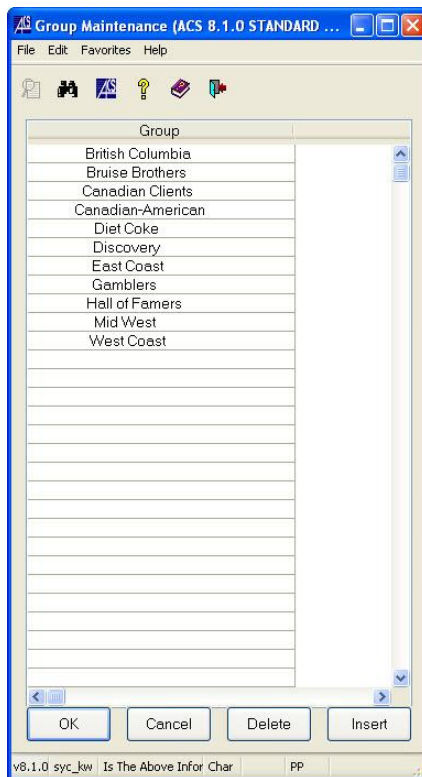 Group Maintenance (ACS 8.1.0 STANDARD ...
File Edit Favorites Help
Group
British Columbia
Bruise Brothers
Canadian Clients
Canadian-American
Diet Coke
Discovery
East Coast
Gamblers
Hall of Famers
Mid West
West Coast
OK Cancel Delete Insert
v8.1.0 syc_kw Is The Above Infor Char PP